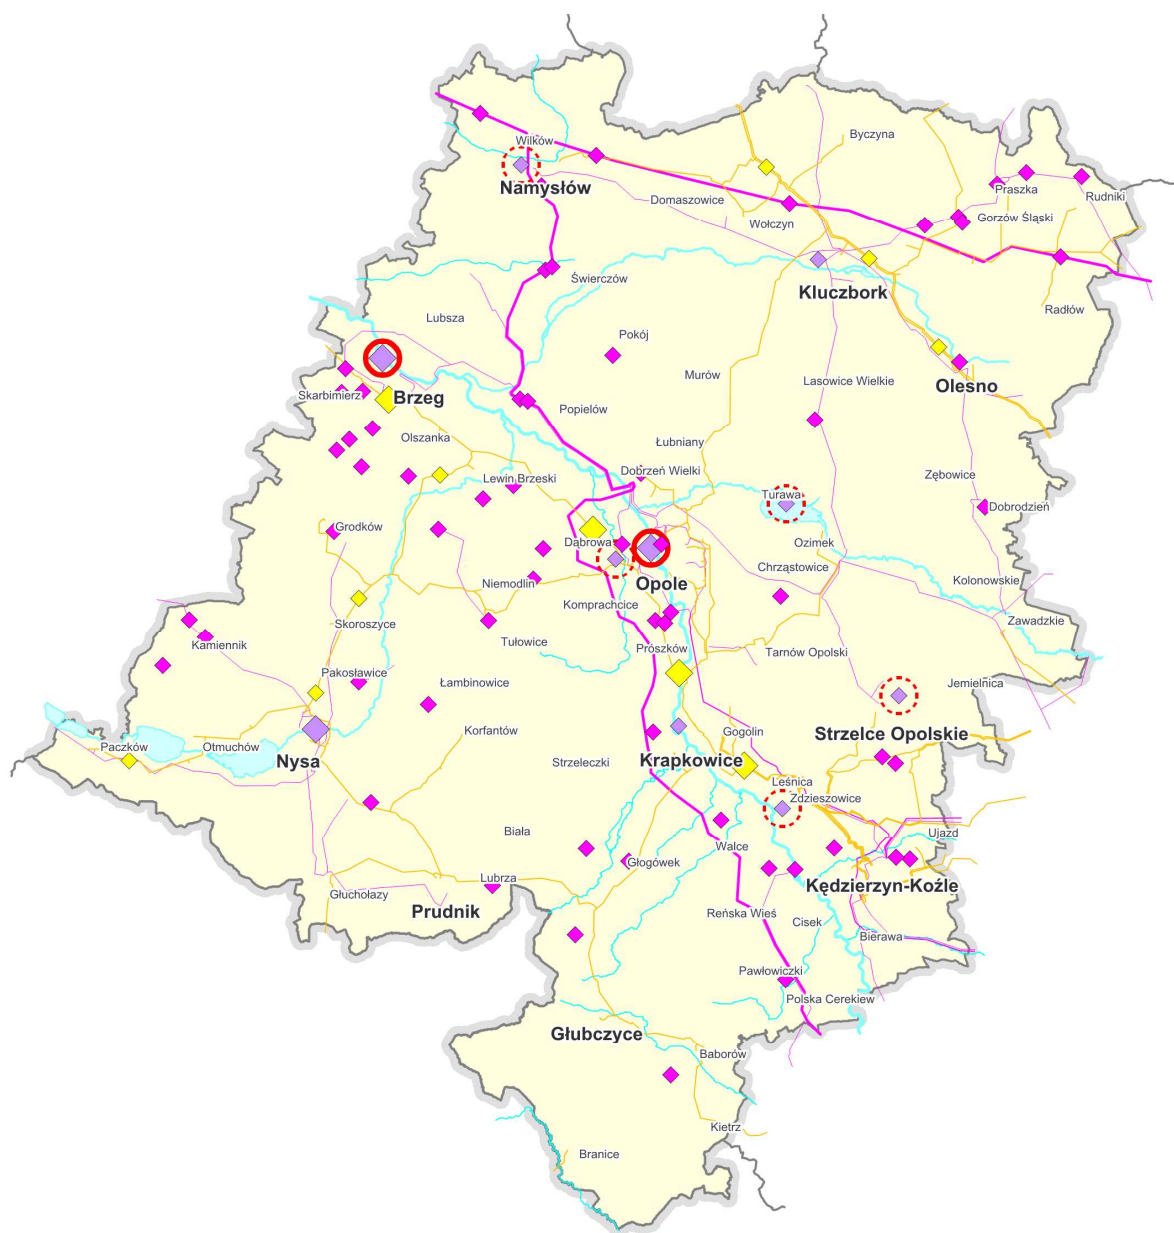 Byczyna
Wilków
Namysłów
Praszka
Rudniki
Domaszowice
Wołczyn
Gorzów Śląski
Kluczbork
Świerczów
Radłów
Lubsza
Pokój
Murów
Lasowice Wielkie
Olesno
Skarbimierz
Brzeg
Popielów
Olszanka
Łubniany
Lewin Brzeski
Dobrzeń Wielki
Zębowice
Turawa
Dobrodzień
Grodków
Dąbrowa
Ozimek
Niemodlin
Opole
Chrząstowice
Kolonowskie
Komprachcice
Skoroszyce
Zawadzkie
Kamiennik
Tułowice
Prószków
Tarnów Opolski
Pakosławice
Łambinowice
Jemielnica
Korfantów
Gogolin
Strzelce Opolskie
Paczków
Otmuchów
Nysa
Strzeleczki
Krapkowice
Leśnica
Zdzieszowice
Biała
Ujazd
Walce
Głogówek
Lubrza
Kędzierzyn-Koźle
Głuchołazy
Prudnik
Reńska Wieś
Cisek
Bierawa
Pawłowiczki
Polska Cerekiew
Głubczyce
Baborów
Kietrz
Branice